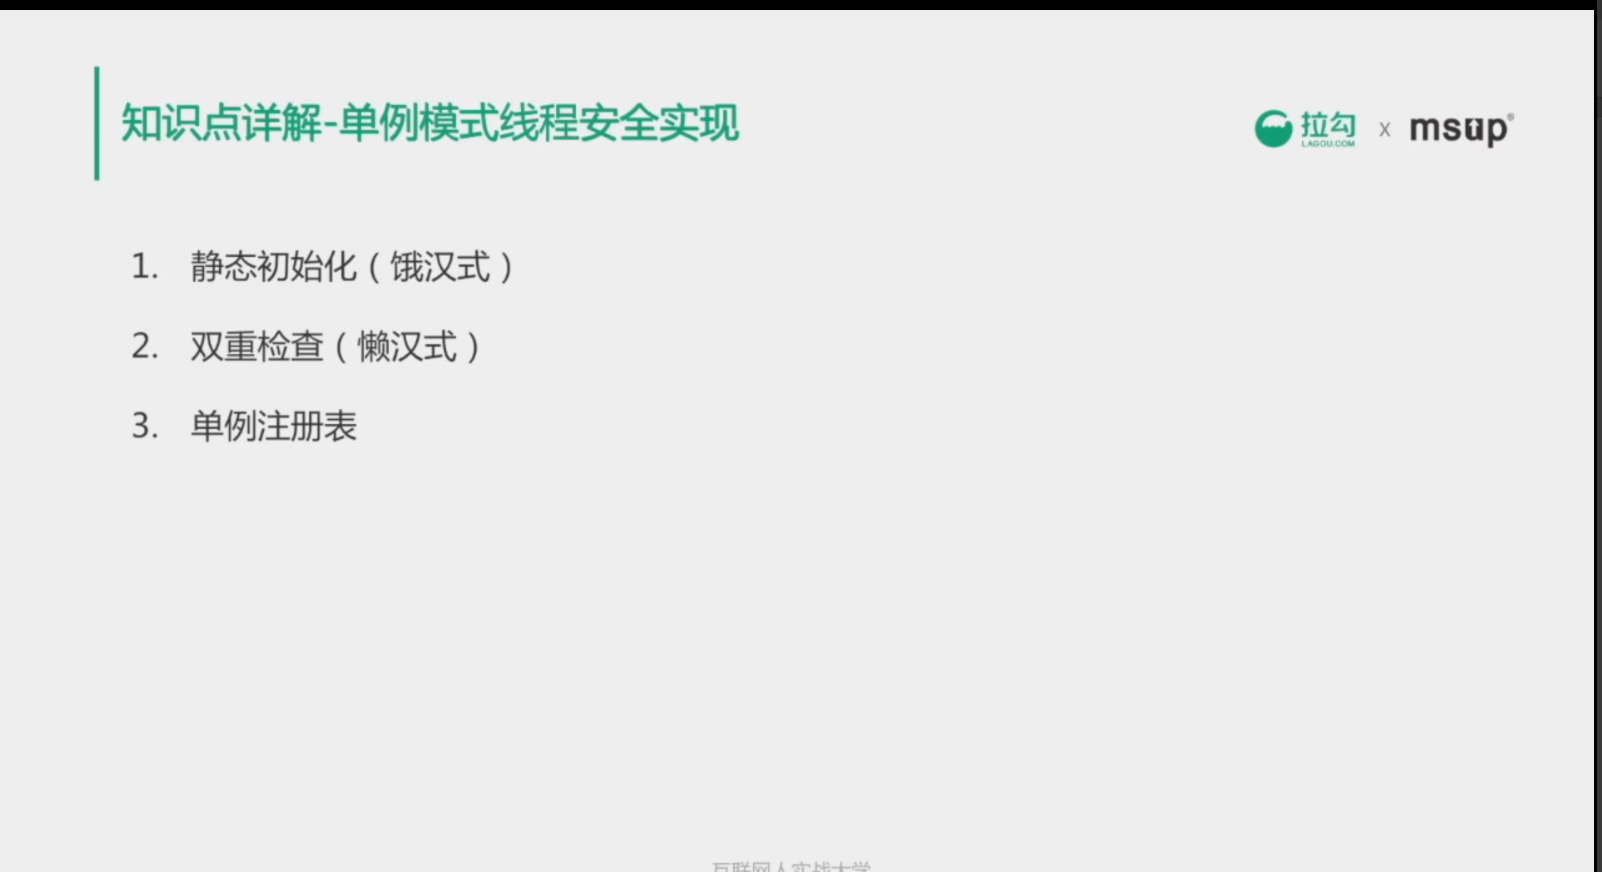 知识点详解-单例模式线程安全实现
拉勾
LAGOU.COM
x
msup®
1. 静态初始化（饿汉式）
2. 双重检查（懒汉式）
3. 单例注册表
互联网人实战大学